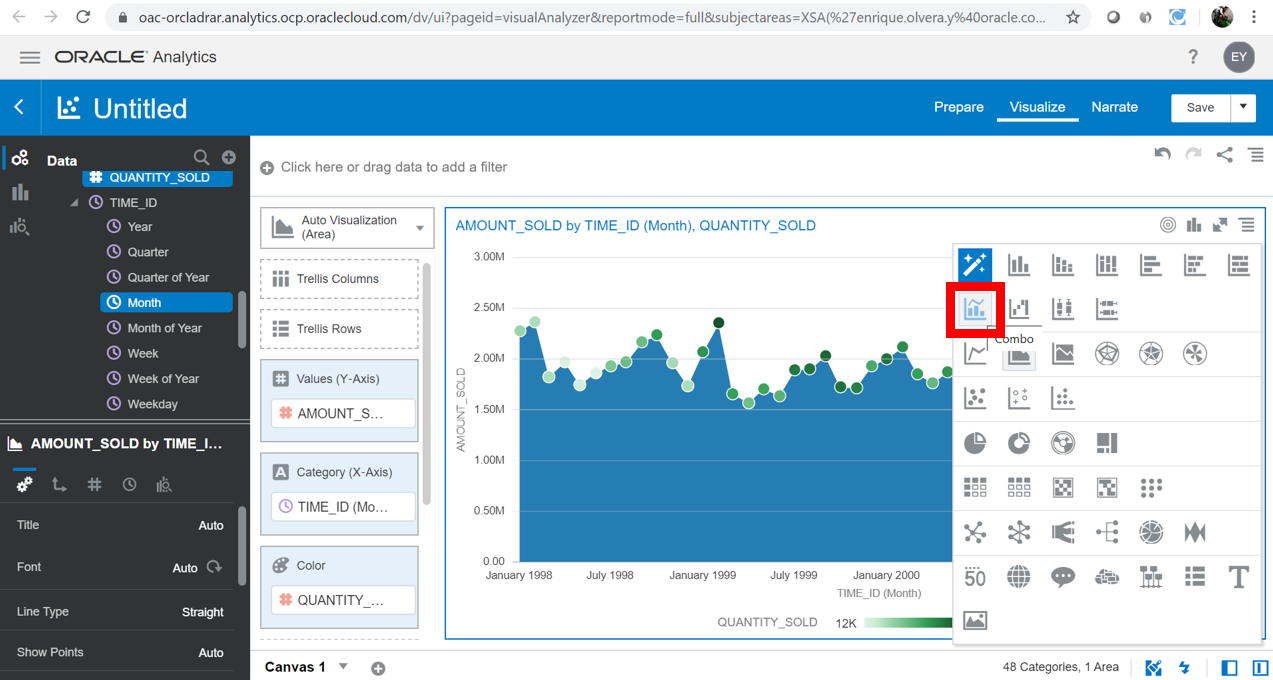 oac-orcladrar.analytics.ocp.oraclecloud.com/dv/ui?pageid=visualAnalyzer&reportmode=full&subjectareas=XSA(%27enrique.olvera.y%40oracle.co...
ORACLE® Analytics
?
EY
Untitled
Prepare
Visualize
Narrate
Save
Data
QUANTITY_SOLD
TIME_ID
Year
Quarter
Quarter of Year
Month
Month of Year
Week
Week of Year
Weekday
AMOUNT_SOLD by TIME_I...
Title Auto
Font Auto
Line Type Straight
Show Points Auto
Click here or drag data to add a filter
Auto Visualization
(Area)
Trellis Columns
Trellis Rows
Values (Y-Axis)
AMOUNT_S...
A Category (X-Axis)
TIME_ID (Mo...
Color
QUANTITY_...
AMOUNT_SOLD by TIME_ID (Month), QUANTITY_SOLD
3.00M
2.50M
2.00M
1.50M
1.00M
0.50M
0.00
AMOUNT_SOLD
January 1998 July 1998 January 1999 July 1999 January 2000
TIME_ID (Month)
QUANTITY_SOLD 12K
Combo
50
T
Canvas 1
48 Categories, 1 Area